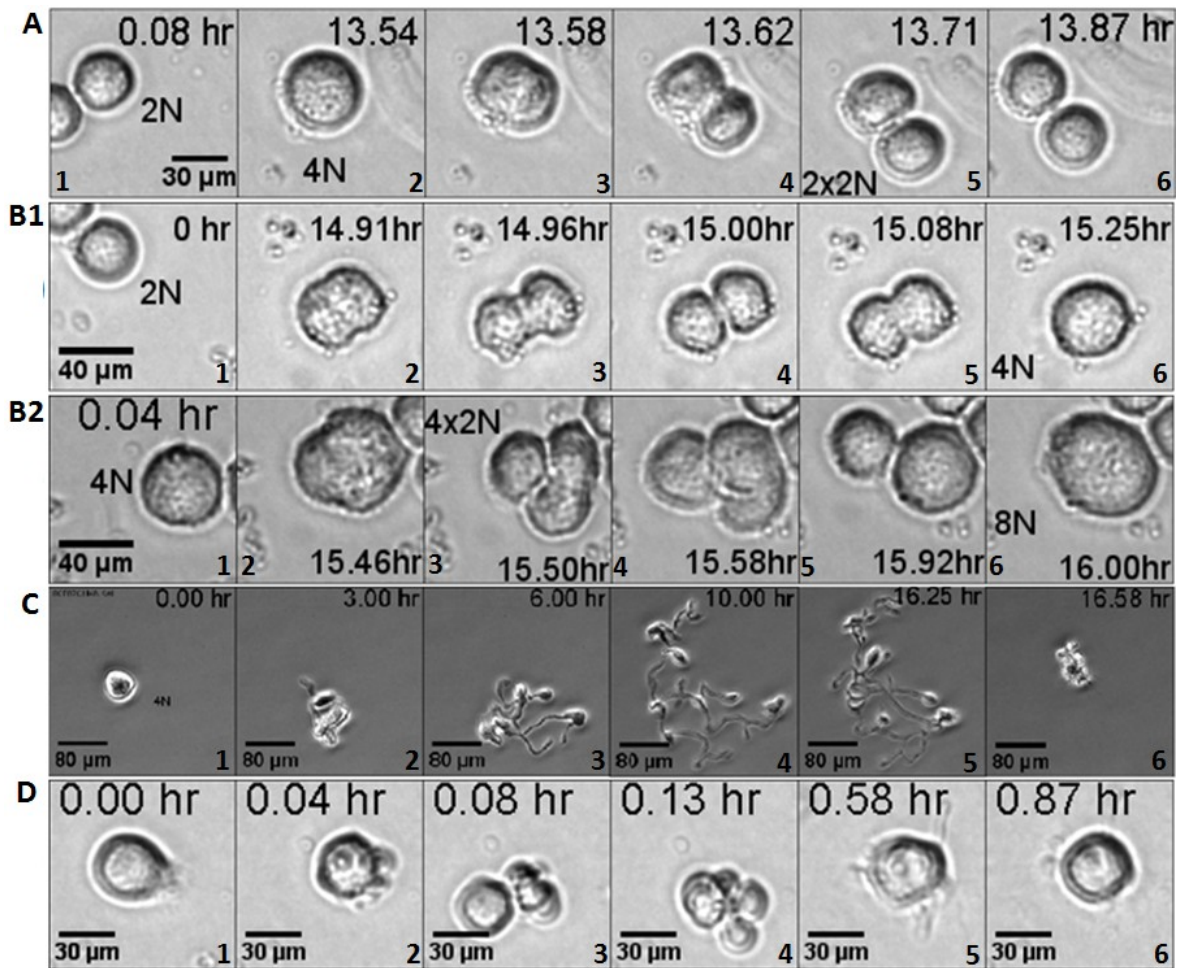 A
0.08 hr 13.54 13.58 13.62 13.71 13.87 hr
2N
4N
30 µm
2x2N
1 2 3 4 5 6
B1
0 hr 14.91hr 14.96hr 15.00hr 15.08hr 15.25hr
2N
40 µm
4N
1 2 3 4 5 6
B2
0.04 hr
4x2N
4N
8N
40 µm
15.46hr 15.50hr 15.58hr 15.92hr 16.00hr
1 2 3 4 5 6
C
0.00 hr 3.00 hr 6.00 hr 10.00 hr 16.25 hr 16.58 hr
4N
80 µm 80 µm 80 µm 80 µm 80 µm 80 µm
1 2 3 4 5 6
D
0.00 hr 0.04 hr 0.08 hr 0.13 hr 0.58 hr 0.87 hr
30 µm 30 µm 30 µm 30 µm 30 µm 30 µm
1 2 3 4 5 6